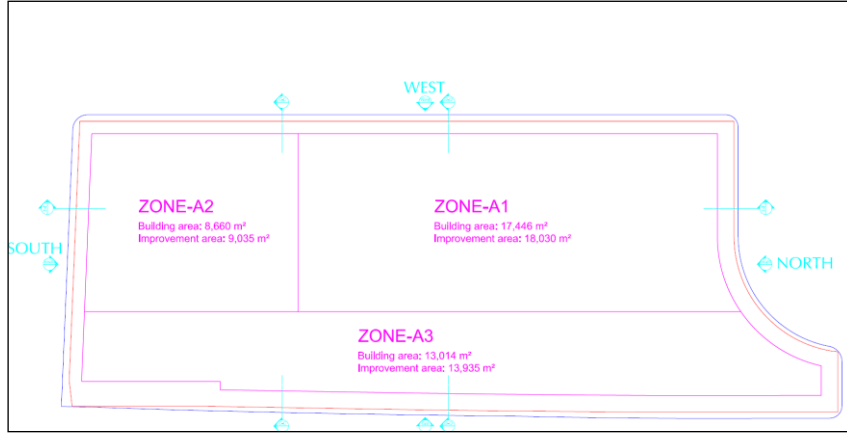 WEST
ZONE-A2
Building area: 8,660 m²
Improvement area: 9,035 m²
ZONE-A1
Building area: 17,446 m²
Improvement area: 18,030 m²
SOUTH
NORTH
ZONE-A3
Building area: 13,014 m²
Improvement area: 13,935 m²